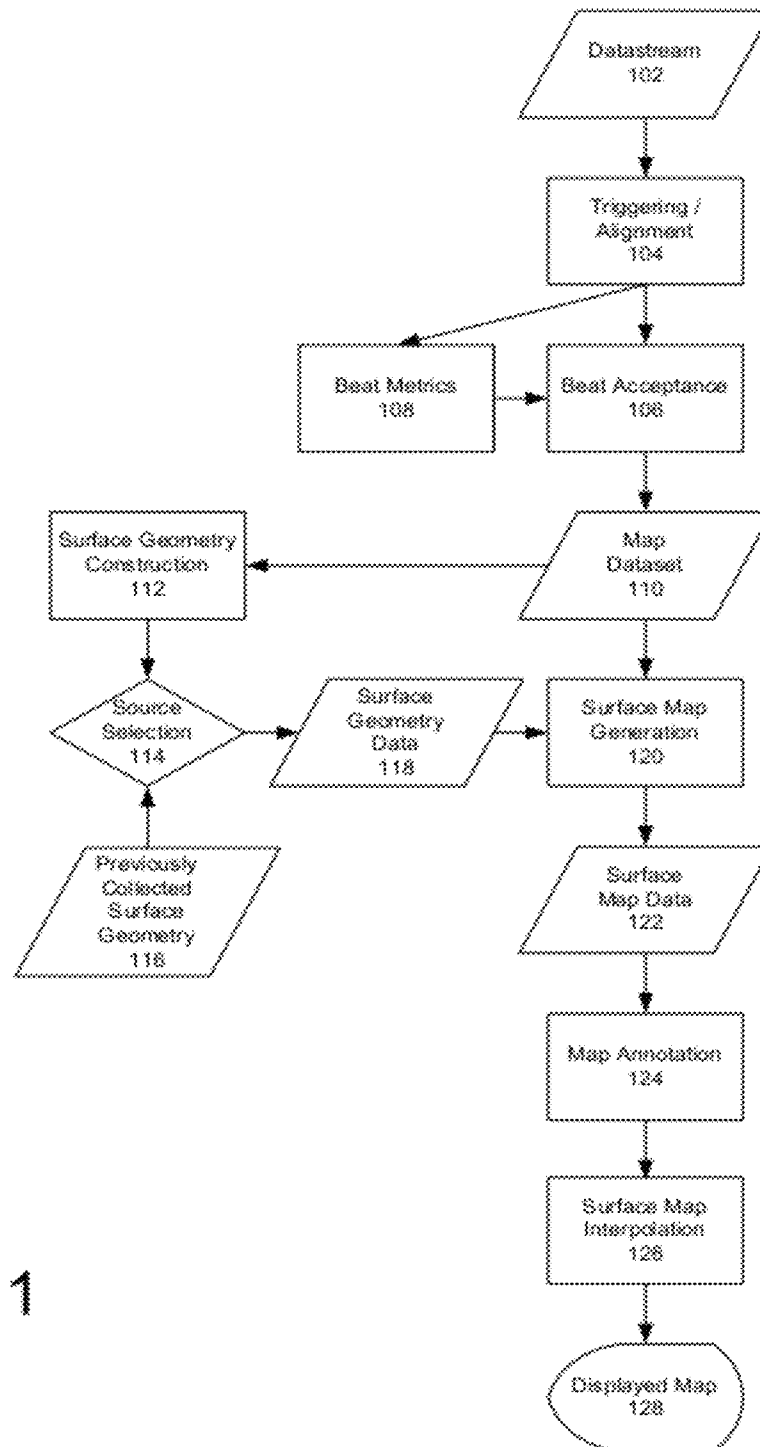 Datastream
102
Triggering /
Alignment
104
Beat Metrics
108
Beat Acceptance
106
Surface Geometry
Construction
112
Map
Dataset
110
Source
Selection
114
Surface
Geometry
Data
118
Surface Map
Generation
120
Previously
Collected
Surface
Geometry
116
Surface
Map Data
122
Map Annotation
124
Surface Map
Interpolation
126
1
Displayed Map
128